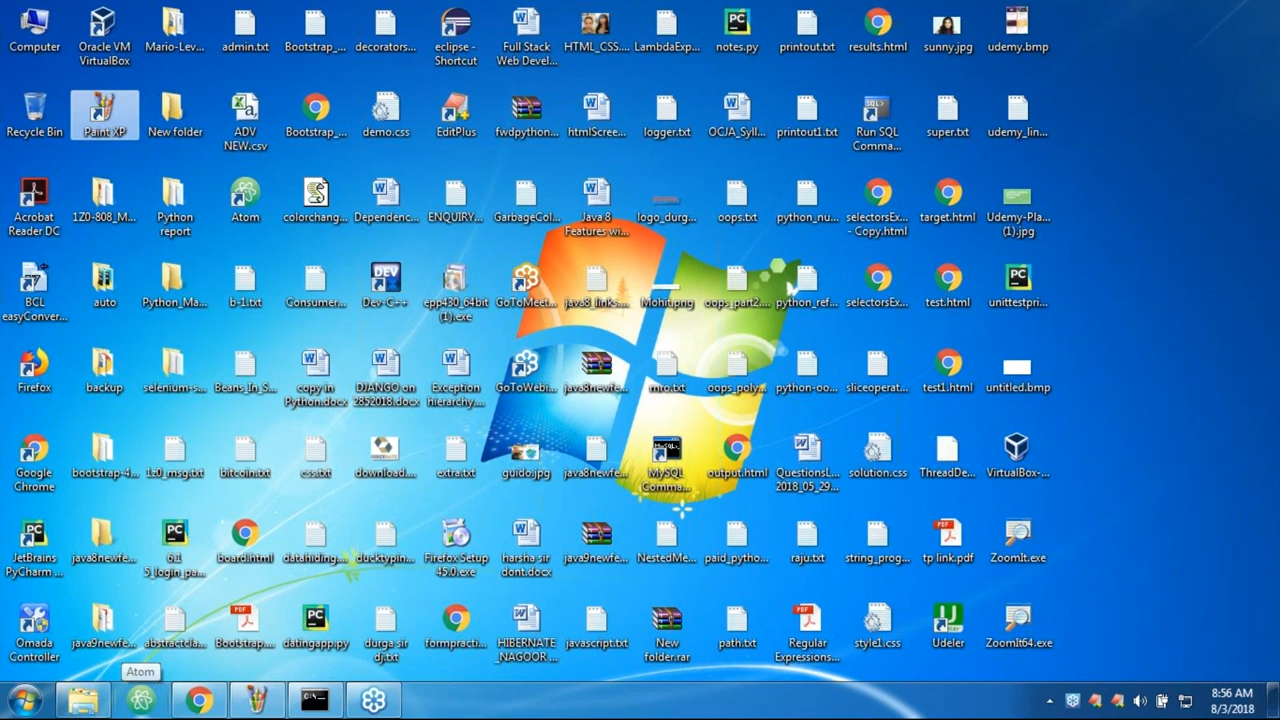 Computer
Oracle VM
VirtualBox
Mario-Lev...
admin.txt
Bootstrap_...
decorators...
eclipse -
Shortcut
Full Stack
Web Devel...
HTML_CSS....
LambdaExp...
notes.py
printout.txt
results.html
sunny.jpg
udemy.bmp
Recycle Bin
Paint XP
New folder
ADV
NEW.csv
Bootstrap_...
demo.css
EditPlus
fwdpython...
htmlScree...
logger.txt
OCJA_Syll...
printout1.txt
Run SQL
Comma...
super.txt
udemy_lin...
Acrobat
Reader DC
1Z0-808_M...
Python
report
Atom
colorchang...
Dependenc...
ENQUIRY...
GarbageCol...
Java 8
Features wi...
logo_durg...
oops.txt
python_nu...
selectorsEx...
- Copy.html
target.html
Udemy-Pla...
(1).jpg
BCL
easyConver...
auto
Python_Ma...
b-1.txt
Consumer...
Dev-C++
epp430_64bit
(1).exe
GoToMeet...
java8_links....
Mohit.png
oops_part2....
python_ref...
selectorsEx...
test.html
unittestpri...
Firefox
backup
selenium-s...
Beans_In_S...
copy in
Python.docx
DJANGO on
2852018.docx
Exception
hierarchy....
GoToWebi...
java8newfe...
mro.txt
oops_poly...
python-oo...
sliceoperat...
test1.html
untitled.bmp
Google
Chrome
bootstrap-4...
1z0_msg.txt
bitcoin.txt
css.txt
download....
extra.txt
guido.jpg
java8newfe...
MySQL
Comma...
output.html
QuestionsL...
2018_05_29...
solution.css
ThreadDe...
VirtualBox-...
JetBrains
PyCharm ...
java8newfe...
6.1
5_login_pa...
board.html
datahiding...
ducktypin...
Firefox Setup
45.0.exe
harsha sir
dont.docx
java9newfe...
NestedMe...
paid_pytho...
raju.txt
string_prog...
tp link.pdf
ZoomIt.exe
Omada
Controller
java9newfe...
abstractcla...
Bootstrap...
datingapp.py
durga sir
dj.txt
formpracti...
HIBERNATE
_NAGOOR ...
javascript.txt
New
folder.rar
path.txt
Regular
Expressions...
style1.css
Udeler
ZoomIt64.exe
Atom
8:56 AM
8/3/2018